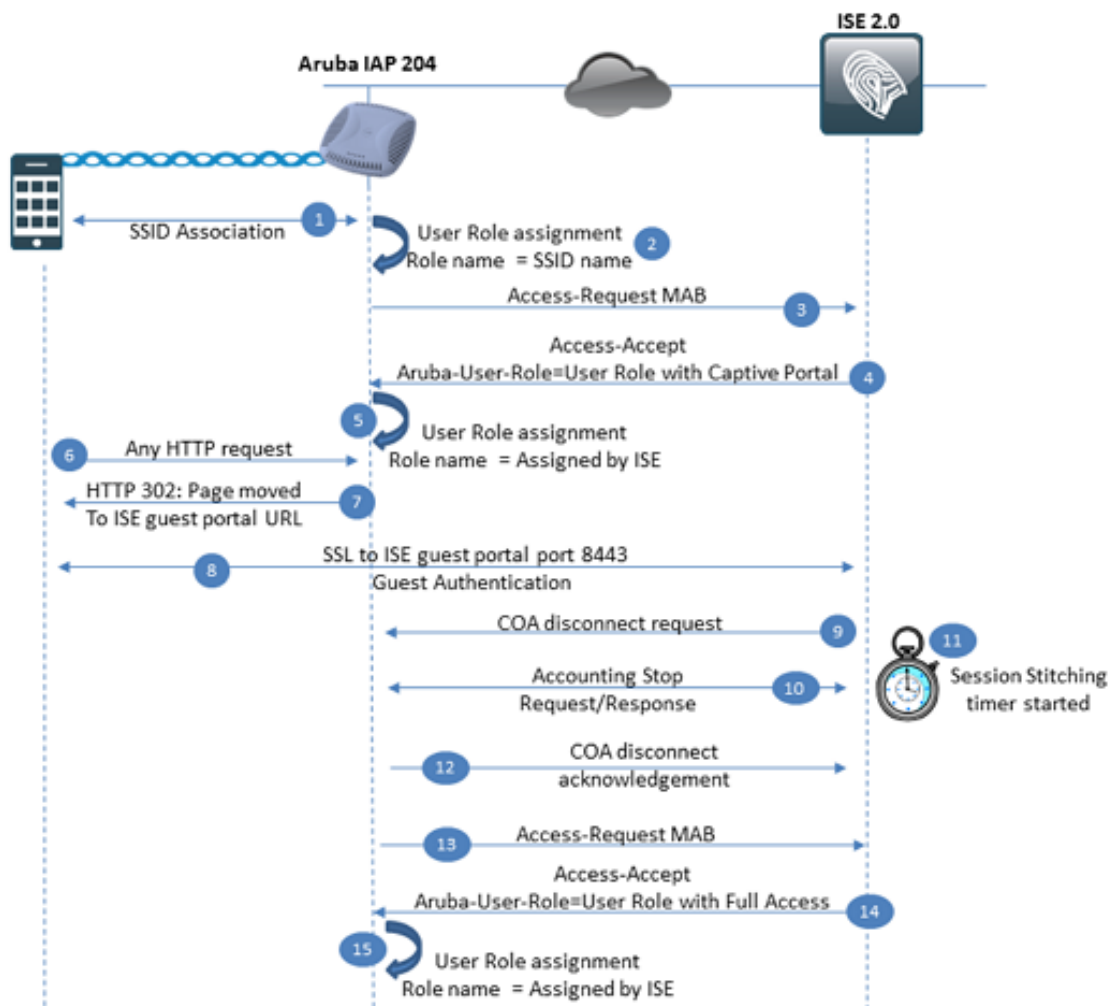 ISE 2.0
Aruba IAP 204
1
SSID Association
User Role assignment
Role name = SSID name
2
Access-Request MAB
3
Access-Accept
Aruba-User-Role=User Role with Captive Portal
4
5
User Role assignment
Role name = Assigned by ISE
6
Any HTTP request
HTTP 302: Page moved
To ISE guest portal URL
7
8
SSL to ISE guest portal port 8443
Guest Authentication
COA disconnect request
9
Accounting Stop
Request/Response
10
11
Session Stitching
timer started
12
COA disconnect
acknowledgement
13
Access-Request MAB
Access-Accept
Aruba-User-Role=User Role with Full Access
14
15
User Role assignment
Role name = Assigned by ISE